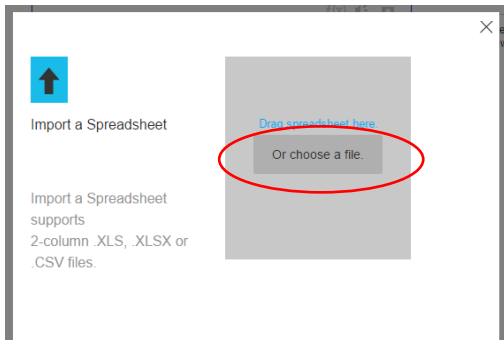 Import a Spreadsheet
Drag spreadsheet here.
Or choose a file.
Import a Spreadsheet
supports
2-column .XLS, .XLSX or
.CSV files.